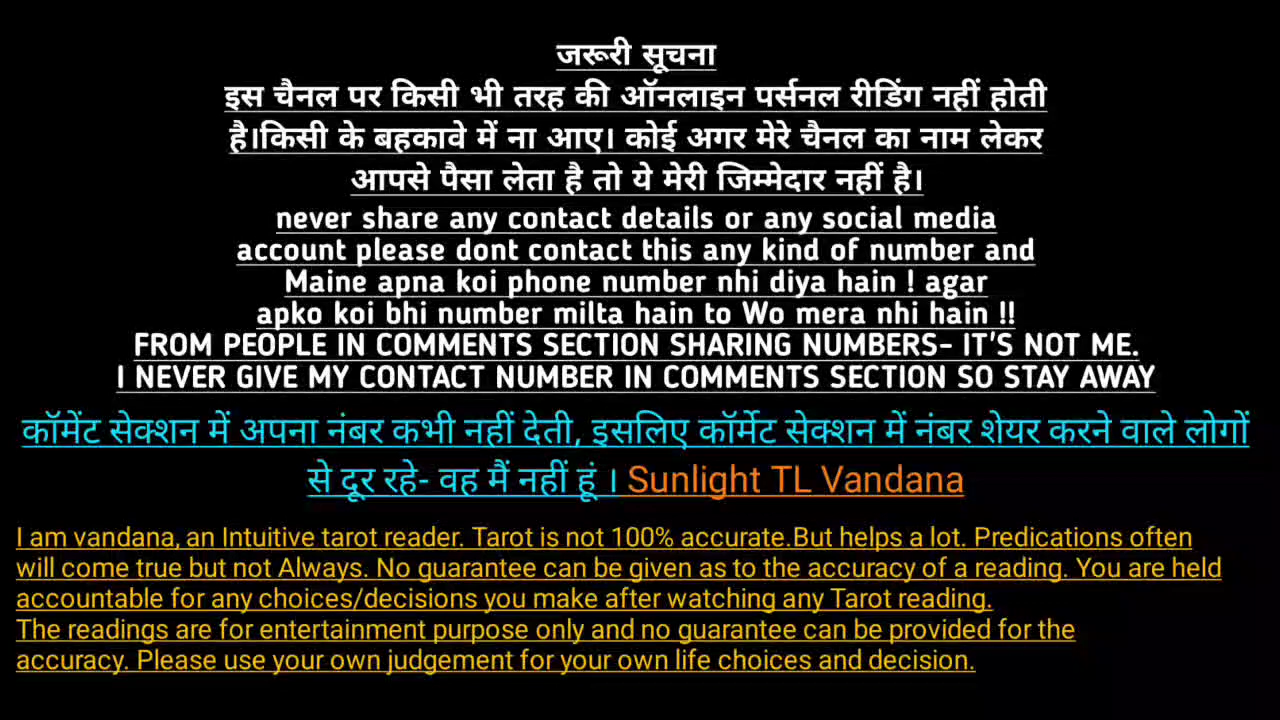 जरूरी सूचना
इस चैनल पर किसी भी तरह की ऑनलाइन पर्सनल रीडिंग नहीं होती
है।किसी के बहकावे में ना आए। कोई अगर मेरे चैनल का नाम लेकर
आपसे पैसा लेता है तो ये मेरी जिम्मेदार नहीं है।
never share any contact details or any social media
account please dont contact this any kind of number and
Maine apna koi phone number nhi diya hain ! agar
apko koi bhi number milta hain to Wo mera nhi hain !!
FROM PEOPLE IN COMMENTS SECTION SHARING NUMBERS- IT'S NOT ME.
I NEVER GIVE MY CONTACT NUMBER IN COMMENTS SECTION SO STAY AWAY
कॉमेंट सेक्शन में अपना नंबर कभी नहीं देती, इसलिए कॉर्मेट सेक्शन में नंबर शेयर करने वाले लोगों
से दूर रहे- वह मैं नहीं हूं । Sunlight TL Vandana
I am vandana, an Intuitive tarot reader. Tarot is not 100% accurate.But helps a lot. Predications often
will come true but not Always. No guarantee can be given as to the accuracy of a reading. You are held
accountable for any choices/decisions you make after watching any Tarot reading.
The readings are for entertainment purpose only and no guarantee can be provided for the
accuracy. Please use your own judgement for your own life choices and decision.